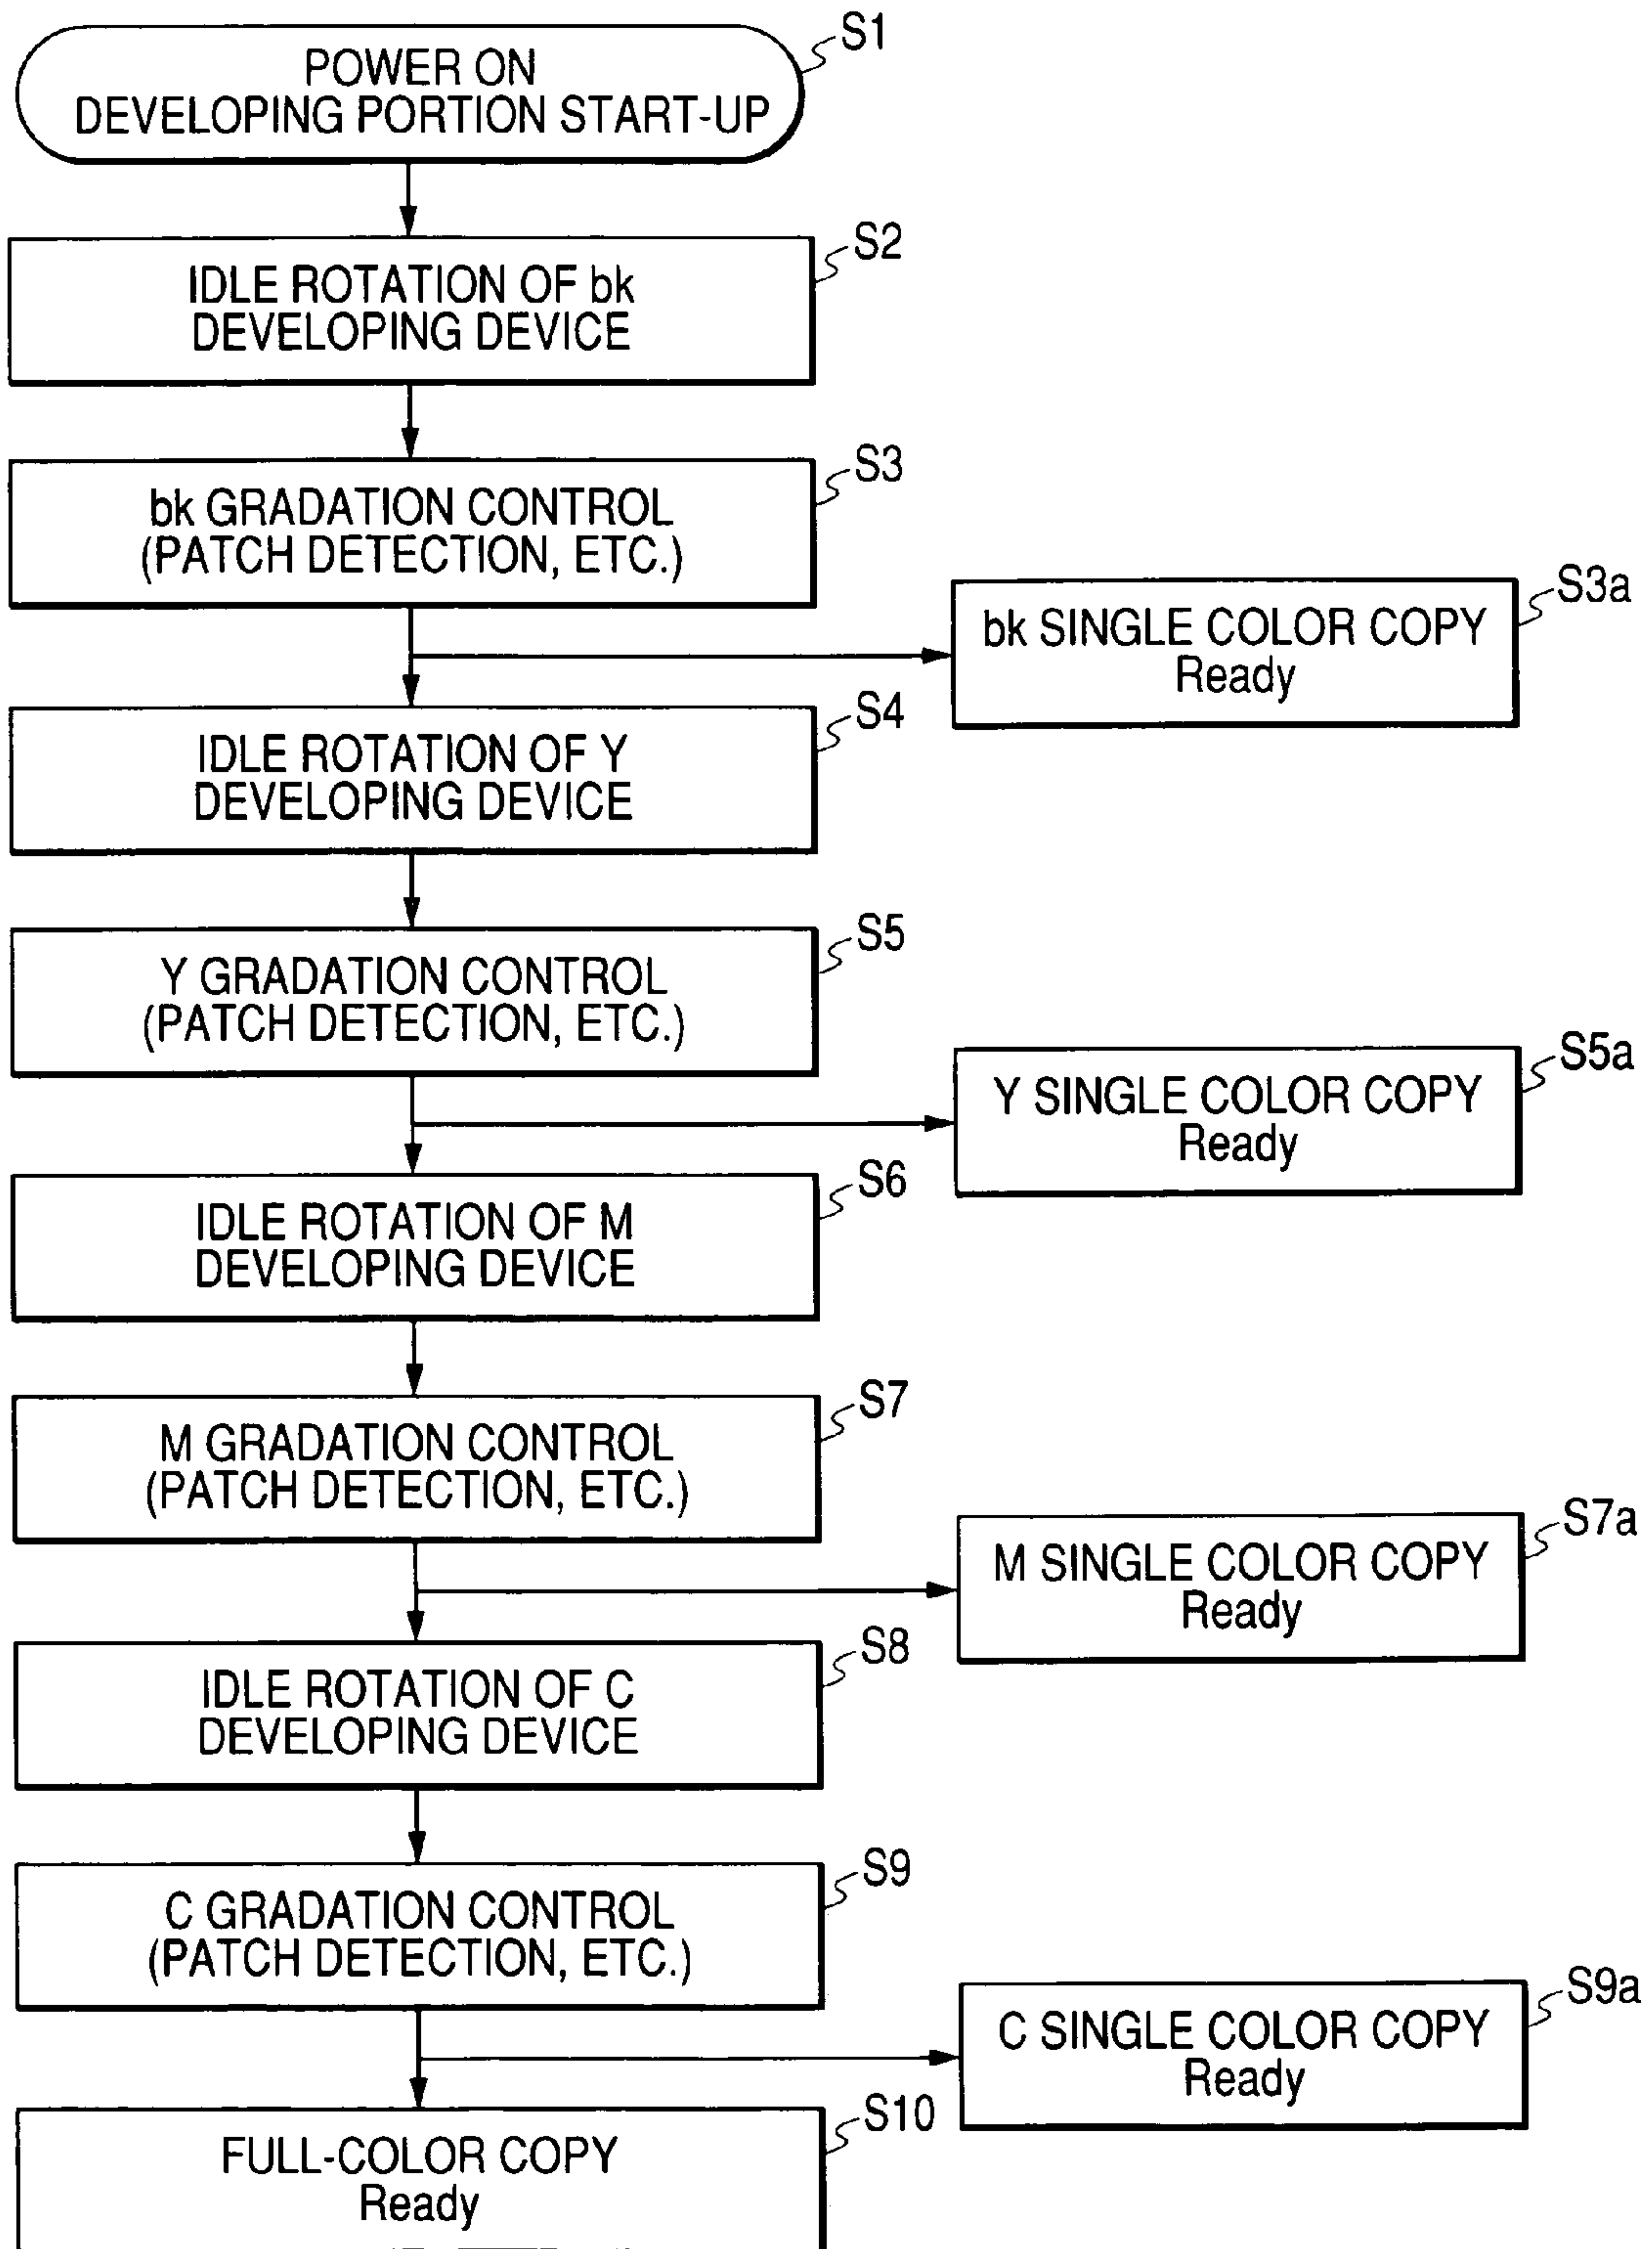 S1
POWER ON
DEVELOPING PORTION START-UP
S2
IDLE ROTATION OF bk
DEVELOPING DEVICE
S3
bk GRADATION CONTROL
(PATCH DETECTION, ETC.)
S3a
bk SINGLE COLOR COPY
Ready
S4
IDLE ROTATION OF Y
DEVELOPING DEVICE
S5
Y GRADATION CONTROL
(PATCH DETECTION, ETC.)
S5a
Y SINGLE COLOR COPY
Ready
S6
IDLE ROTATION OF M
DEVELOPING DEVICE
S7
M GRADATION CONTROL
(PATCH DETECTION, ETC.)
S7a
M SINGLE COLOR COPY
Ready
S8
IDLE ROTATION OF C
DEVELOPING DEVICE
S9
C GRADATION CONTROL
(PATCH DETECTION, ETC.)
S9a
C SINGLE COLOR COPY
Ready
S10
FULL-COLOR COPY
Ready